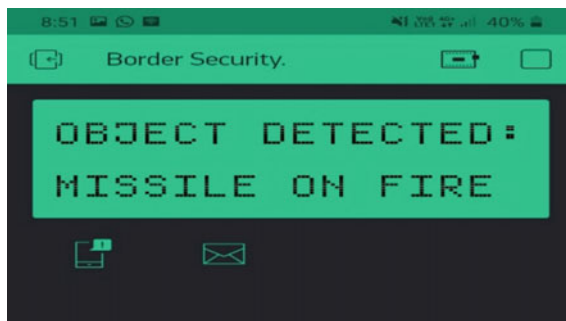 8:51 40%
Border Security.
OBJECT DETECTED:
MISSILE ON FIRE